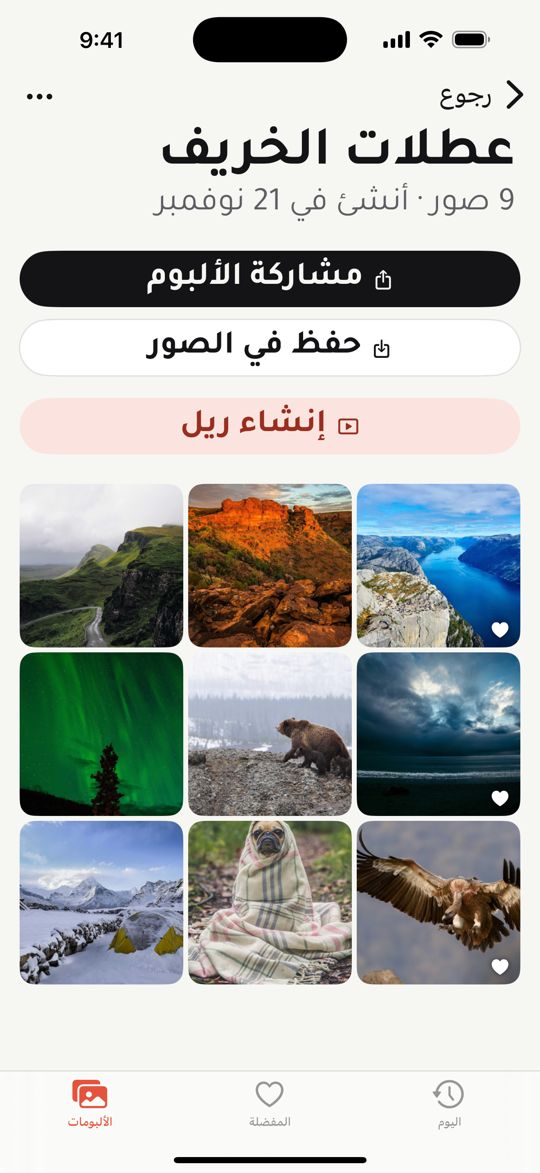 9:41
رجوع
عطلات الخريف
9 صور · أنشئ في 21 نوفمبر
مشاركة الألبوم
حفظ في الصور
إنشاء ريل
اليوم
المفضلة
الألبومات